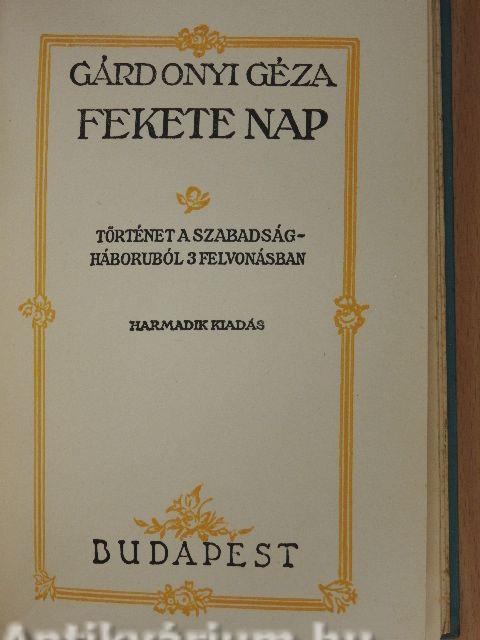 GÁRDONYI GÉZA
FEKETE NAP
TÖRTÉNET A SZABADSÁG-
HÁBORUBÓL 3 FELVONÁSBAN
HARMADIK KIADÁS
BUDAPEST
Antikvárium.hu